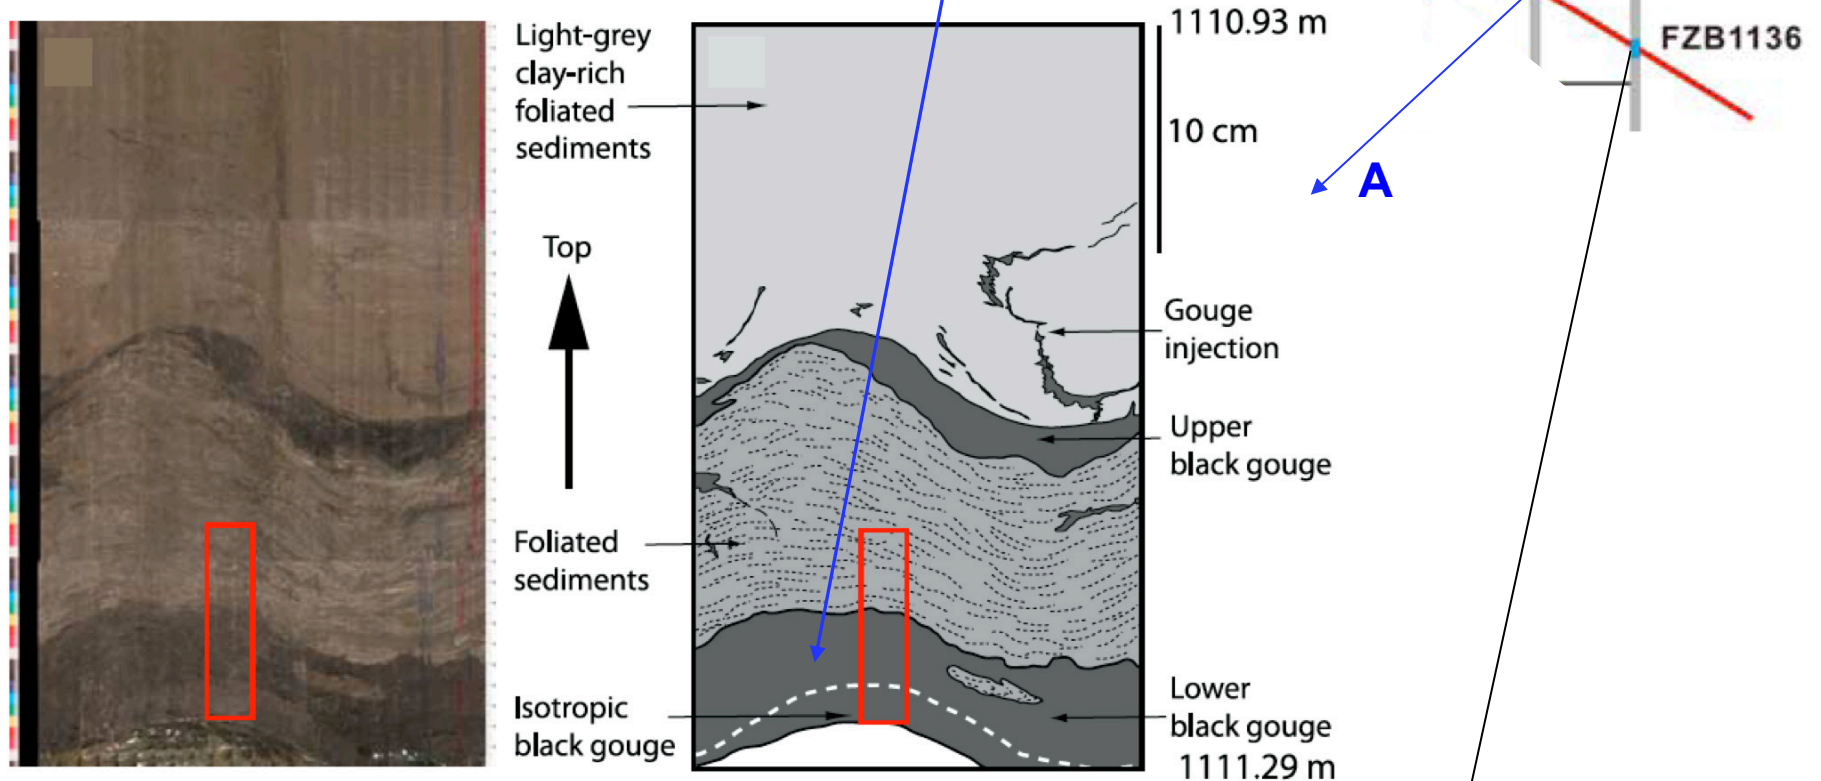 Light-grey
clay-rich
foliated
sediments
Top
Foliated
sediments
Isotropic
black gouge
1110.93 m
10 cm
Gouge
injection
Upper
black gouge
Lower
black gouge
1111.29 m
A
FZB1136